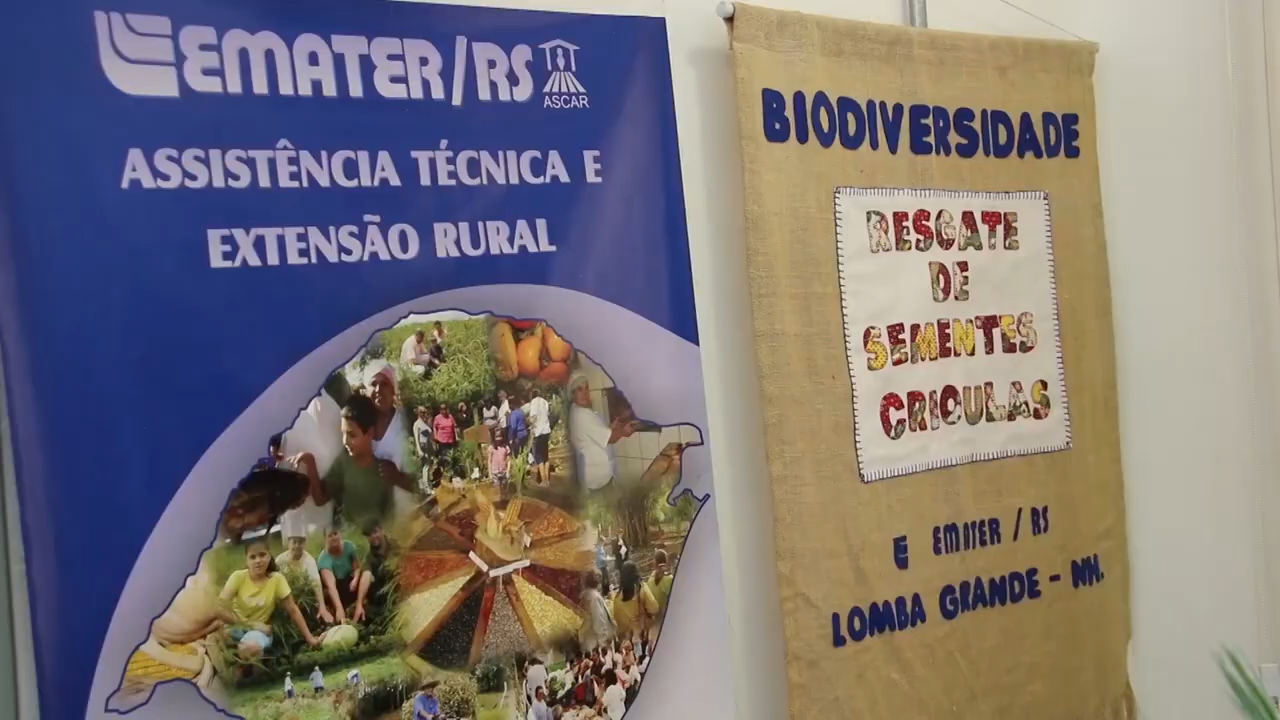 EMATER/RS
ASCAR
ASSISTÊNCIA TÉCNICA E
EXTENSÃO RURAL
BIODIVERSIDADE
RESGATE
DE
SEMENTES
CRIOULAS
E EMATER / RS
LOMBA GRANDE - NH.